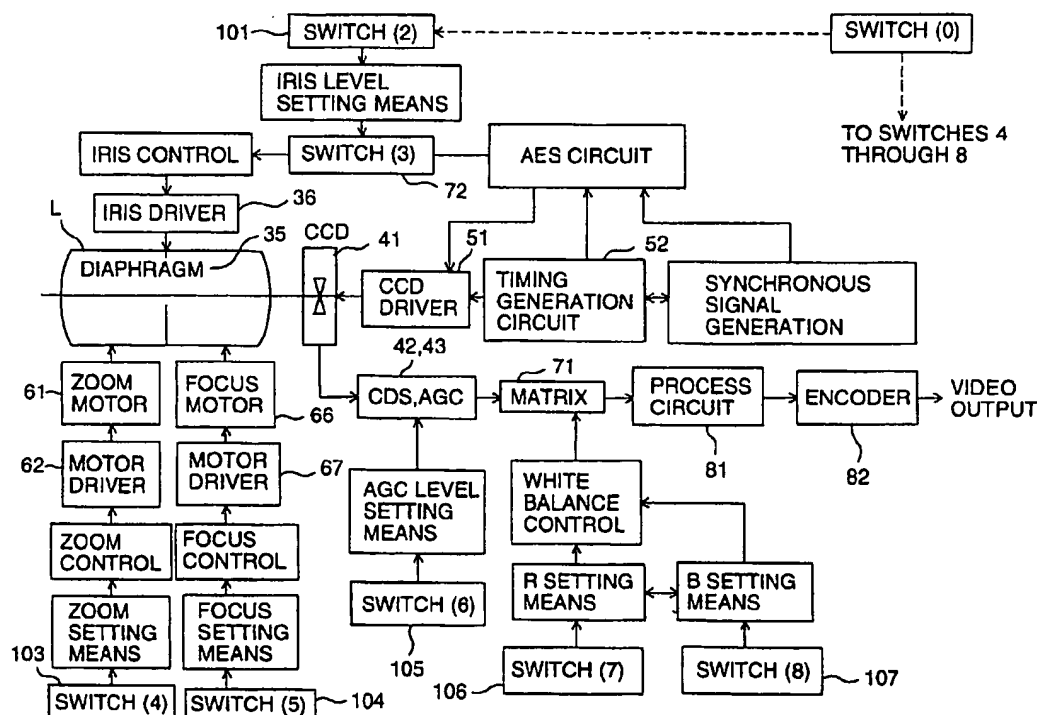 101
SWITCH (2)
SWITCH (0)
IRIS LEVEL
SETTING MEANS
TO SWITCHES 4
THROUGH 8
IRIS CONTROL
SWITCH (3)
AES CIRCUIT
72
IRIS DRIVER
36
L
35
CCD
41
51
52
DIAPHRAGM
CCD
DRIVER
TIMING
GENERATION
CIRCUIT
SYNCHRONOUS
SIGNAL
GENERATION
42,43
71
61
ZOOM
MOTOR
FOCUS
MOTOR
66
CDS,AGC
MATRIX
PROCESS
CIRCUIT
81
ENCODER
82
VIDEO
OUTPUT
62
MOTOR
DRIVER
MOTOR
DRIVER
67
AGC LEVEL
SETTING
MEANS
WHITE
BALANCE
CONTROL
ZOOM
CONTROL
FOCUS
CONTROL
R SETTING
MEANS
B SETTING
MEANS
ZOOM
SETTING
MEANS
FOCUS
SETTING
MEANS
SWITCH (6)
105
103
SWITCH (4)
SWITCH (5)
104
106
SWITCH (7)
SWITCH (8)
107